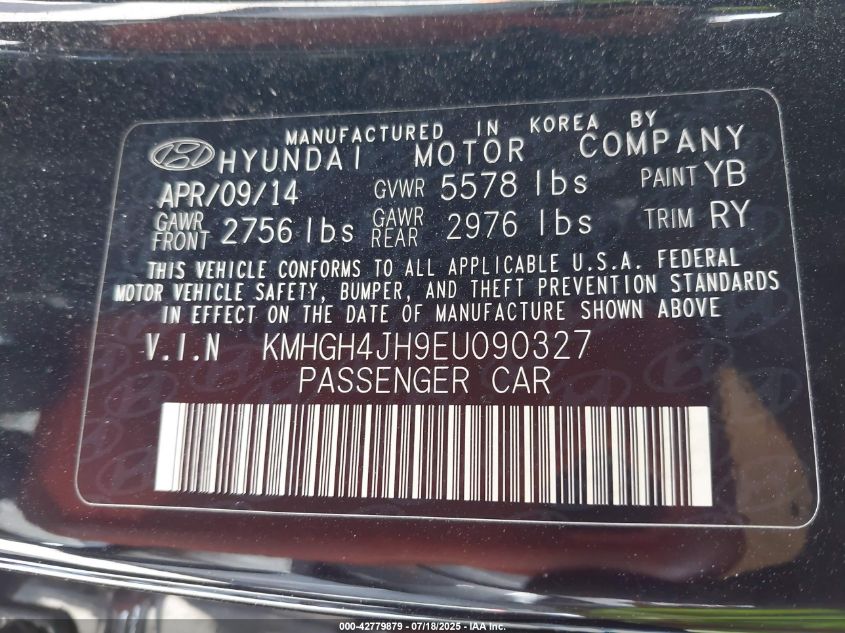 MANUFACTURED IN KOREA BY
HYUNDAI MOTOR COMPANY
APR/09/14 GVWR 5578 lbs PAINT YB
GAWR FRONT 2756 lbs GAWR REAR 2976 lbs TRIM RY
THIS VEHICLE CONFORMS TO ALL APPLICABLE U.S.A. FEDERAL
MOTOR VEHICLE SAFETY, BUMPER, AND THEFT PREVENTION STANDARDS
IN EFFECT ON THE DATE OF MANUFACTURE SHOWN ABOVE
V.I.N KMHGH4JH9EU090327
PASSENGER CAR
000-42779879 - 07/18/2025 - IAA Inc.